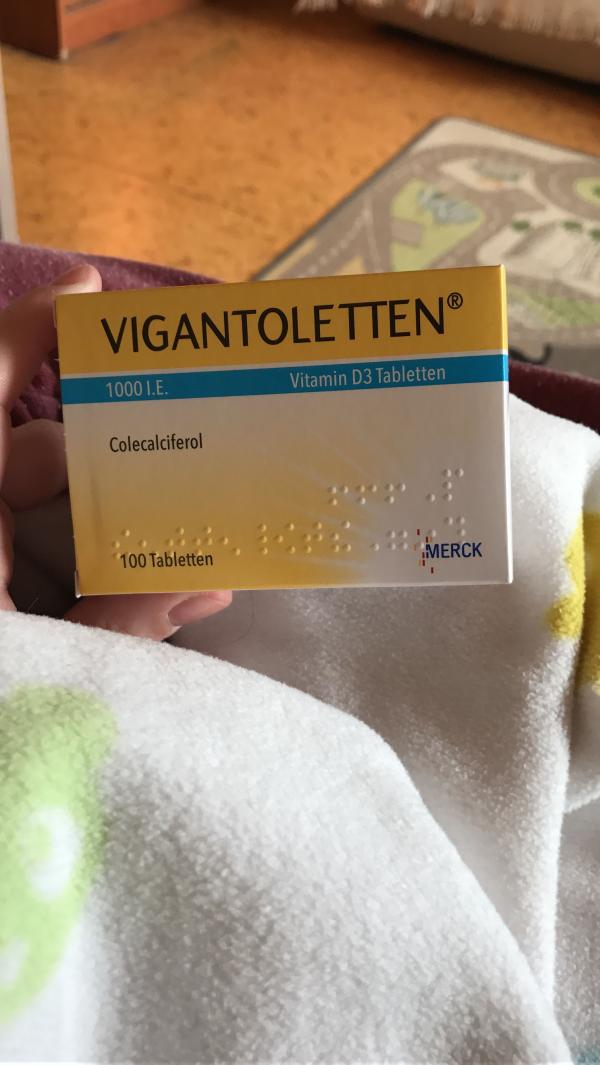 VIGANTOLETTEN®
1000 I.E. Vitamin D3 Tabletten
Colecalciferol
100 Tabletten
MERCK